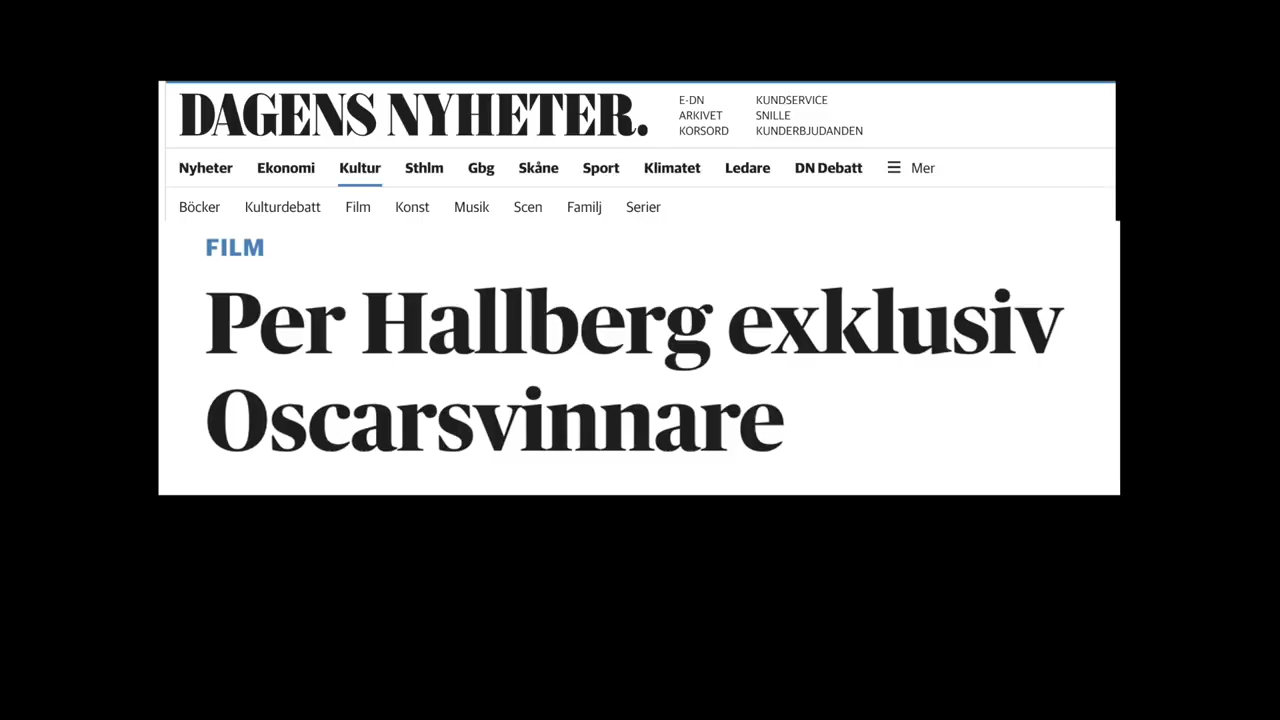 DAGENS NYHETER.
E-DN KUNDSERVICE
ARKIVET SNILLE
KORSORD KUNDERBJUDANDEN
Nyheter Ekonomi Kultur Sthlm Gbg Skåne Sport Klimatet Ledare DN Debatt Mer
Böcker Kulturdebatt Film Konst Musik Scen Familj Serier
FILM
Per Hallberg exklusiv
Oscarsvinnare